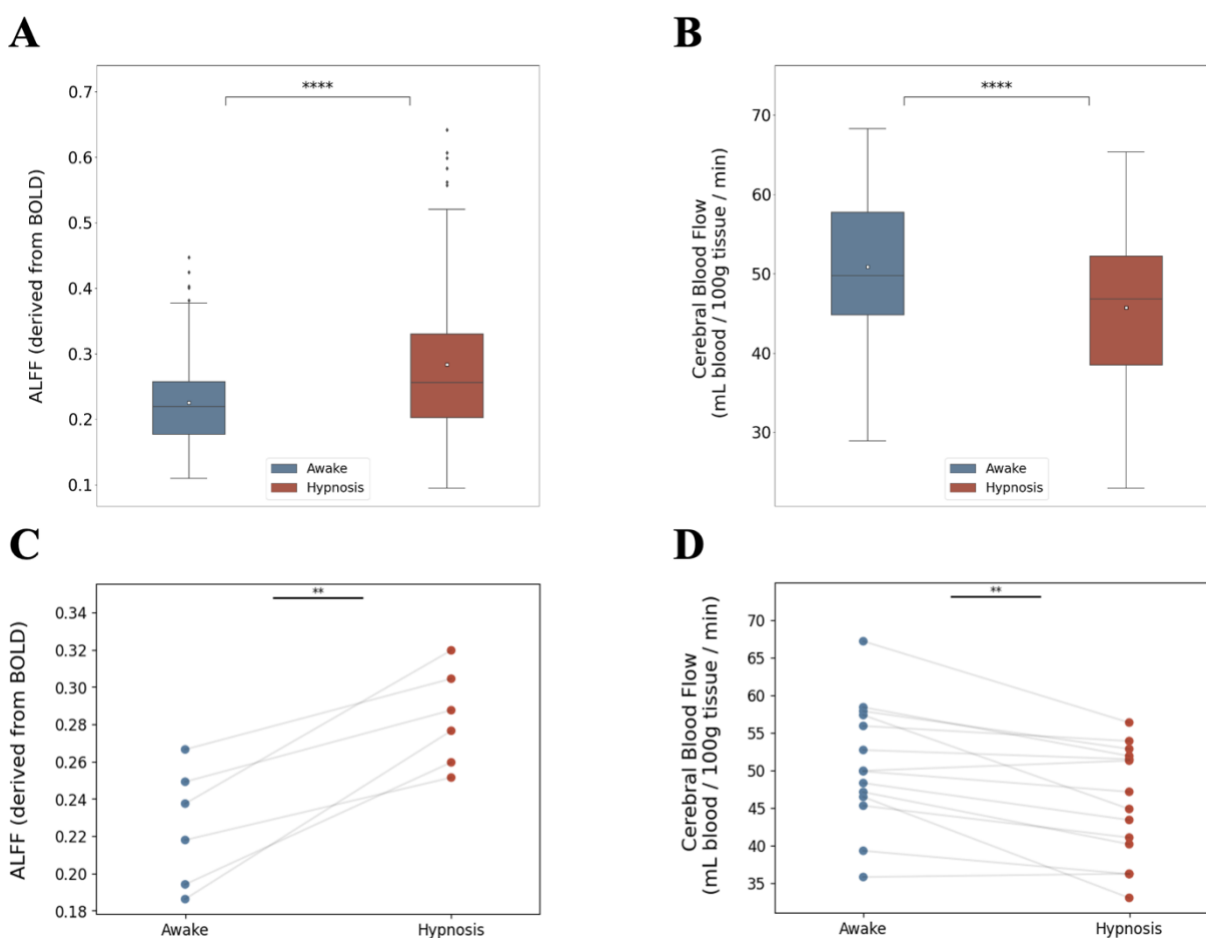 A
****
0.7
0.6
0.5
0.4
0.3
0.2
0.1
ALFF (derived from BOLD)
Awake
Hypnosis
B
****
70
60
50
40
30
Cerebral Blood Flow
(mL blood / 100g tissue / min)
Awake
Hypnosis
C
**
0.34
0.32
0.30
0.28
0.26
0.24
0.22
0.20
0.18
ALFF (derived from BOLD)
Awake
Hypnosis
D
**
70
65
60
55
50
45
40
35
Cerebral Blood Flow
(mL blood / 100g tissue / min)
Awake
Hypnosis